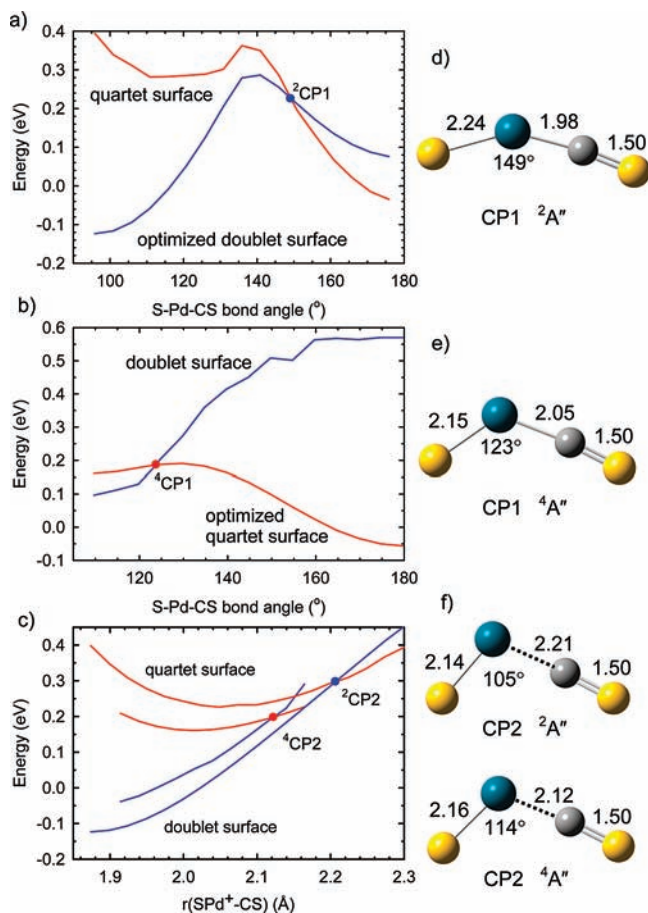 a)
0.4
0.3
0.2
0.1
0.0
-0.1
-0.2
Energy (eV)
quartet surface
²CP1
optimized doublet surface
100 120 140 160 180
S-Pd-CS bond angle (°)
d)
2.24
1.98
1.50
149°
CP1 ²A″
b)
0.6
0.5
0.4
0.3
0.2
0.1
0.0
-0.1
Energy (eV)
doublet surface
⁴CP1
optimized
quartet surface
120 140 160 180
S-Pd-CS bond angle (°)
e)
2.15
2.05
1.50
123°
CP1 ⁴A″
c)
0.4
0.3
0.2
0.1
0.0
-0.1
-0.2
Energy (eV)
quartet surface
²CP2
⁴CP2
doublet surface
1.9 2.0 2.1 2.2 2.3
r(SPd⁺-CS) (Å)
f)
2.14
2.21
1.50
105°
CP2 ²A″
2.16
2.12
1.50
114°
CP2 ⁴A″